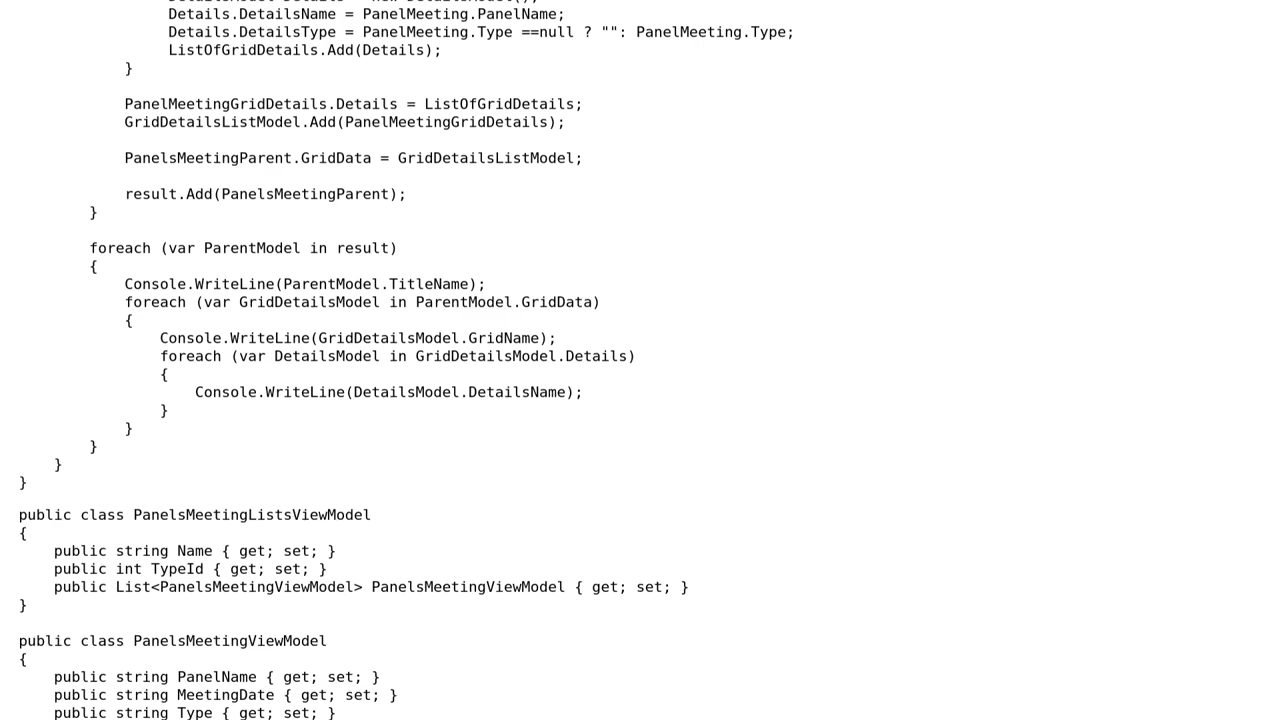 Details.DetailsName = PanelMeeting.PanelName;
Details.DetailsType = PanelMeeting.Type ==null ? "": PanelMeeting.Type;
ListOfGridDetails.Add(Details);
}
PanelMeetingGridDetails.Details = ListOfGridDetails;
GridDetailsListModel.Add(PanelMeetingGridDetails);
PanelsMeetingParent.GridData = GridDetailsListModel;
result.Add(PanelsMeetingParent);
}
foreach (var ParentModel in result)
{
Console.WriteLine(ParentModel.TitleName);
foreach (var GridDetailsModel in ParentModel.GridData)
{
Console.WriteLine(GridDetailsModel.GridName);
foreach (var DetailsModel in GridDetailsModel.Details)
{
Console.WriteLine(DetailsModel.DetailsName);
}
}
}
}
}
public class PanelsMeetingListsViewModel
{
public string Name { get; set; }
public int TypeId { get; set; }
public List<PanelsMeetingViewModel> PanelsMeetingViewModel { get; set; }
}
public class PanelsMeetingViewModel
{
public string PanelName { get; set; }
public string MeetingDate { get; set; }
public string Type { get; set; }